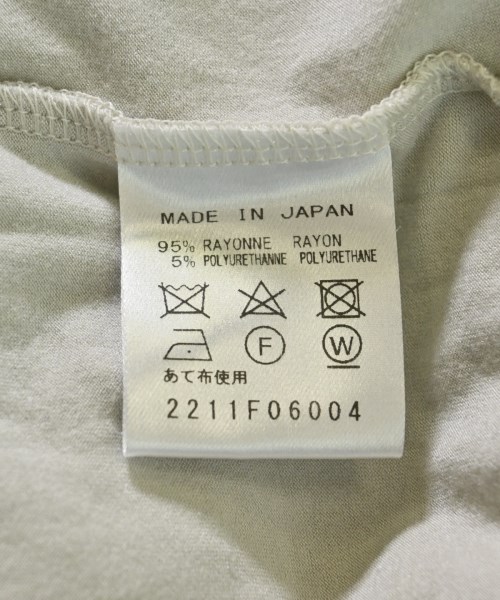 MADE IN JAPAN
95% RAYONNE RAYON
5% POLYURETHANNE POLYURETHANE
F W
あて布使用
2211F06004